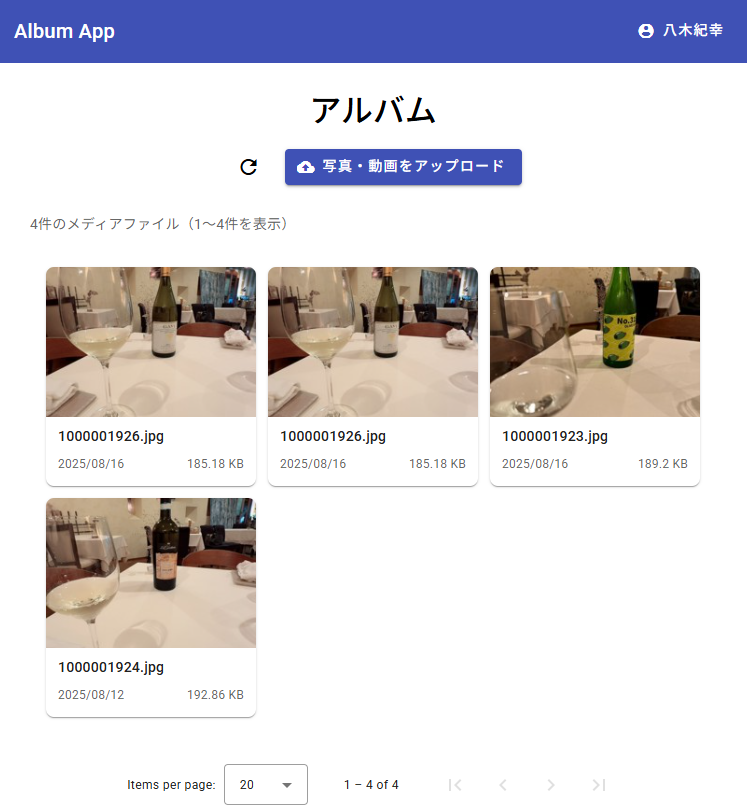 Album App
八木紀幸
アルバム
写真・動画をアップロード
4件のメディアファイル（1〜4件を表示）
No.3
1000001926.jpg
2025/08/16
185.18 KB
1000001926.jpg
2025/08/16
185.18 KB
1000001923.jpg
2025/08/16
189.2 KB
1000001924.jpg
2025/08/12
192.86 KB
Items per page:
20
1 – 4 of 4